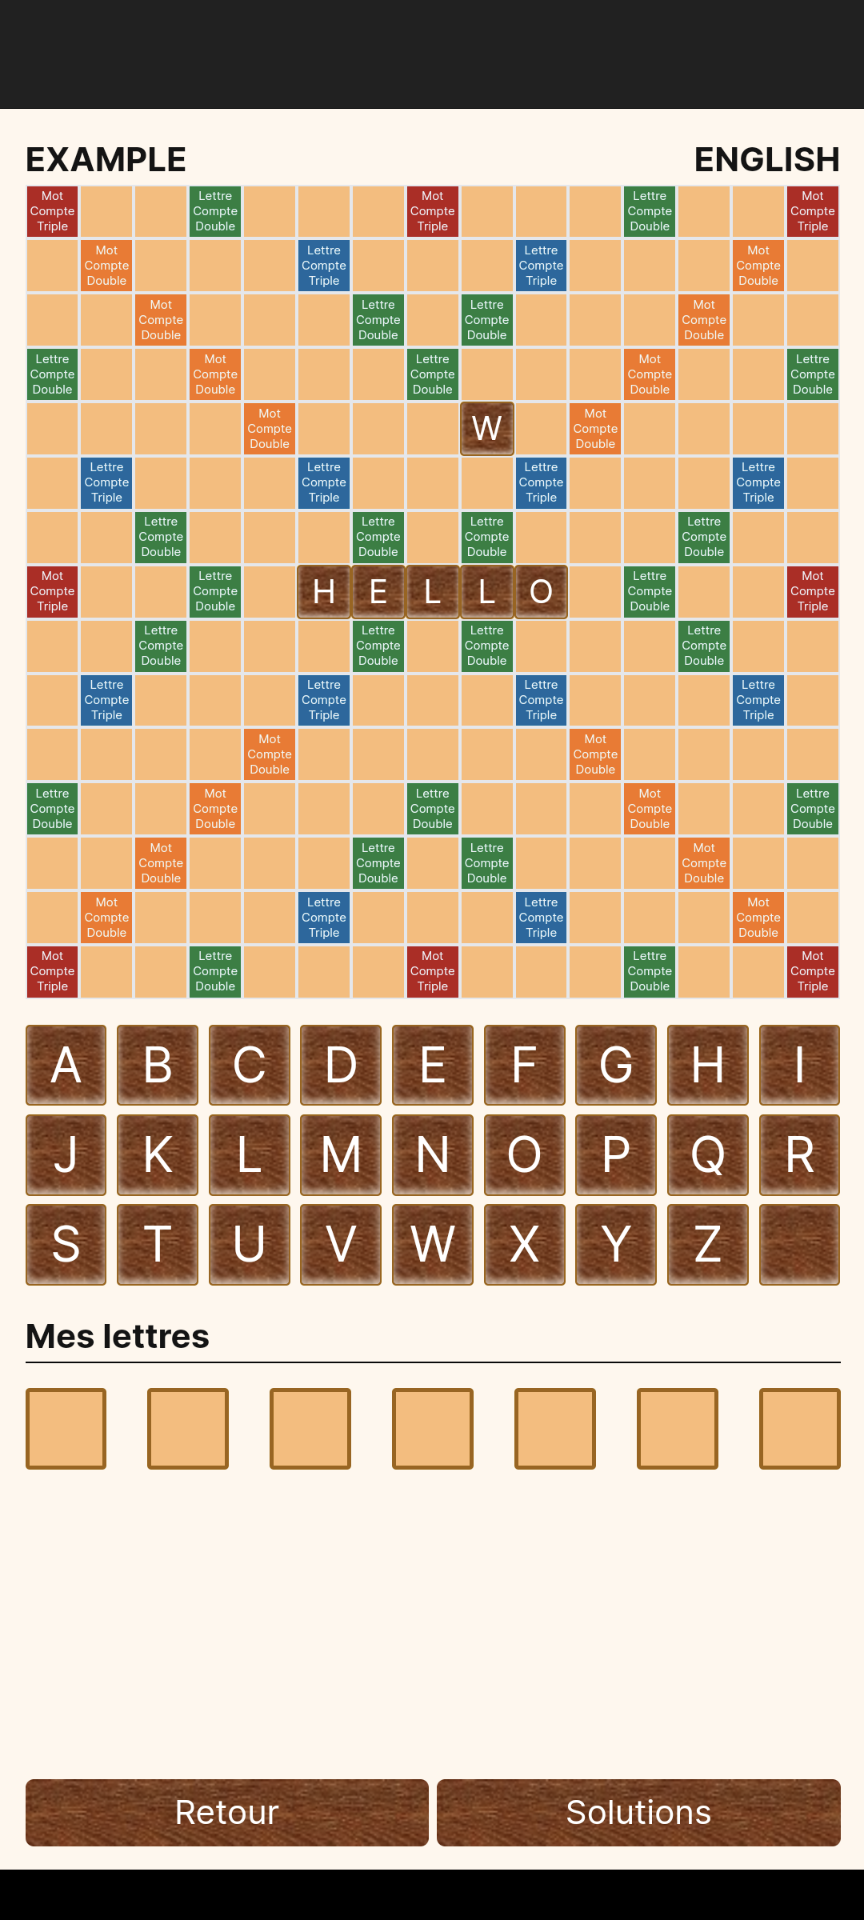 EXAMPLE ENGLISH
Mot Compte Triple Lettre Compte Double Mot Compte Triple Lettre Compte Double Mot Compte Triple
Mot Compte Double Lettre Compte Triple Lettre Compte Triple Mot Compte Double
Mot Compte Double Lettre Compte Double Lettre Compte Double Mot Compte Double
Lettre Compte Double Mot Compte Double Lettre Compte Double Mot Compte Double Lettre Compte Double
Mot Compte Double W Mot Compte Double
Lettre Compte Triple Lettre Compte Triple Lettre Compte Triple Lettre Compte Triple
Lettre Compte Double Lettre Compte Double Lettre Compte Double Lettre Compte Double
Mot Compte Triple Lettre Compte Double H E L L O Lettre Compte Double Mot Compte Triple
Lettre Compte Double Lettre Compte Double Lettre Compte Double Lettre Compte Double
Lettre Compte Triple Lettre Compte Triple Lettre Compte Triple Lettre Compte Triple
Mot Compte Double Mot Compte Double
Lettre Compte Double Mot Compte Double Lettre Compte Double Mot Compte Double Lettre Compte Double
Mot Compte Double Lettre Compte Double Lettre Compte Double Mot Compte Double
Mot Compte Double Lettre Compte Triple Lettre Compte Triple Mot Compte Double
Mot Compte Triple Lettre Compte Double Mot Compte Triple Lettre Compte Double Mot Compte Triple
A B C D E F G H I
J K L M N O P Q R
S T U V W X Y Z
Mes lettres
Retour Solutions